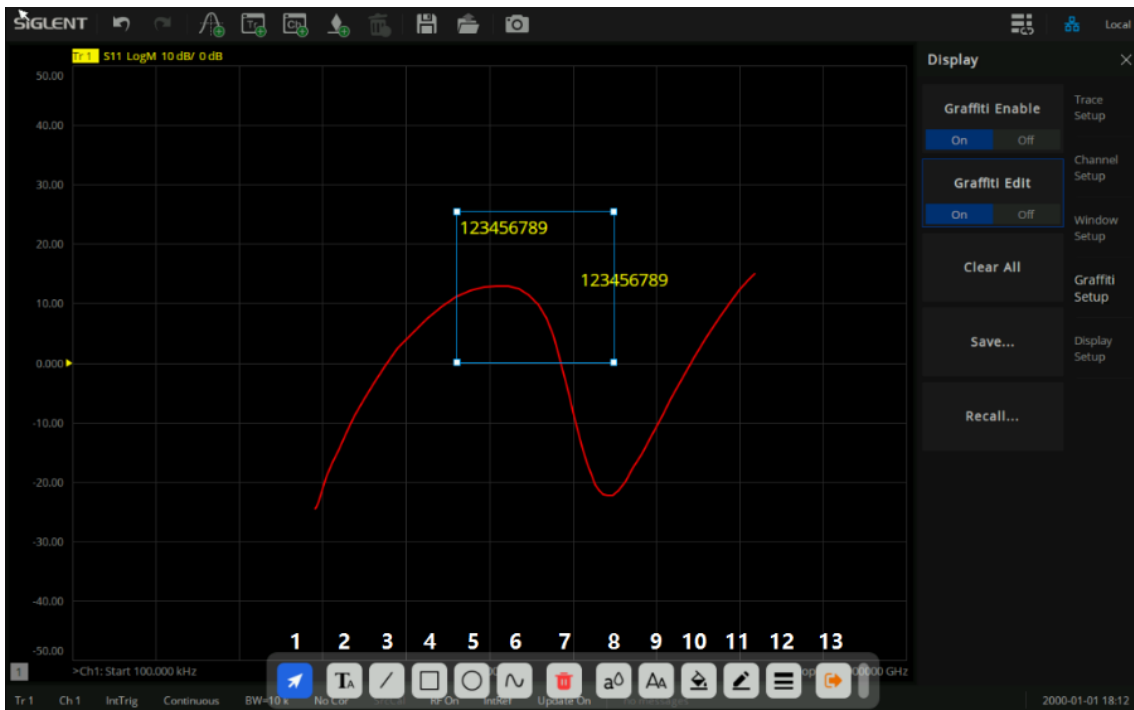 SIGLENT
Tr
Ch
Local
Tr 1 S11 LogM 10 dB/ 0 dB
50.00
40.00
30.00
20.00
10.00
0.000
-10.00
-20.00
-30.00
-40.00
-50.00
123456789
123456789
Display
Graffiti Enable
On Off
Graffiti Edit
On Off
Clear All
Save...
Recall...
Trace
Setup
Channel
Setup
Window
Setup
Graffiti
Setup
Display
Setup
1 2 3 4 5 6 7 8 9 10 11 12 13
1
>Ch1: Start 100.000 kHz
GHz
Tr 1 Ch 1 IntTrig Continuous BW=10 k No Cor RF On IntRef Update On No messages
2000-01-01 18:12